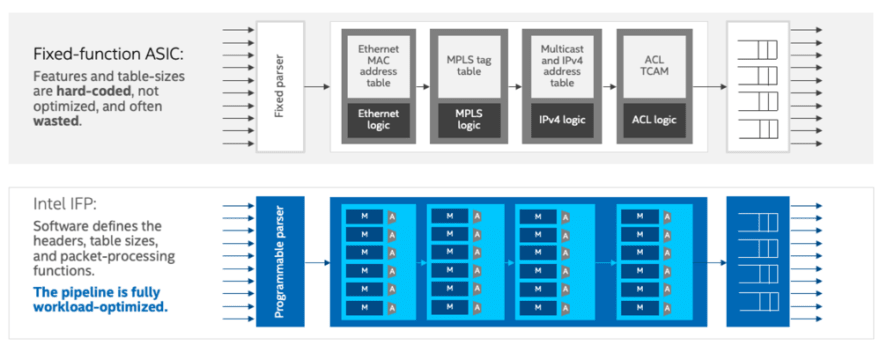 Fixed-function ASIC:
Features and table-sizes
are hard-coded, not
optimized, and often
wasted.
Fixed parser
Ethernet
MAC
address
table
Ethernet
logic
MPLS tag
table
MPLS
logic
Multicast
and IPv4
address
table
IPv4 logic
ACL
TCAM
ACL logic
Intel IFP:
Software defines the
headers, table sizes,
and packet-processing
functions.
The pipeline is fully
workload-optimized.
Programmable parser
M A M A M A M A
M A M A M A M A
M A M A M A M A
M A M A M A M A
M A M A M A M A
M A M A M A M A